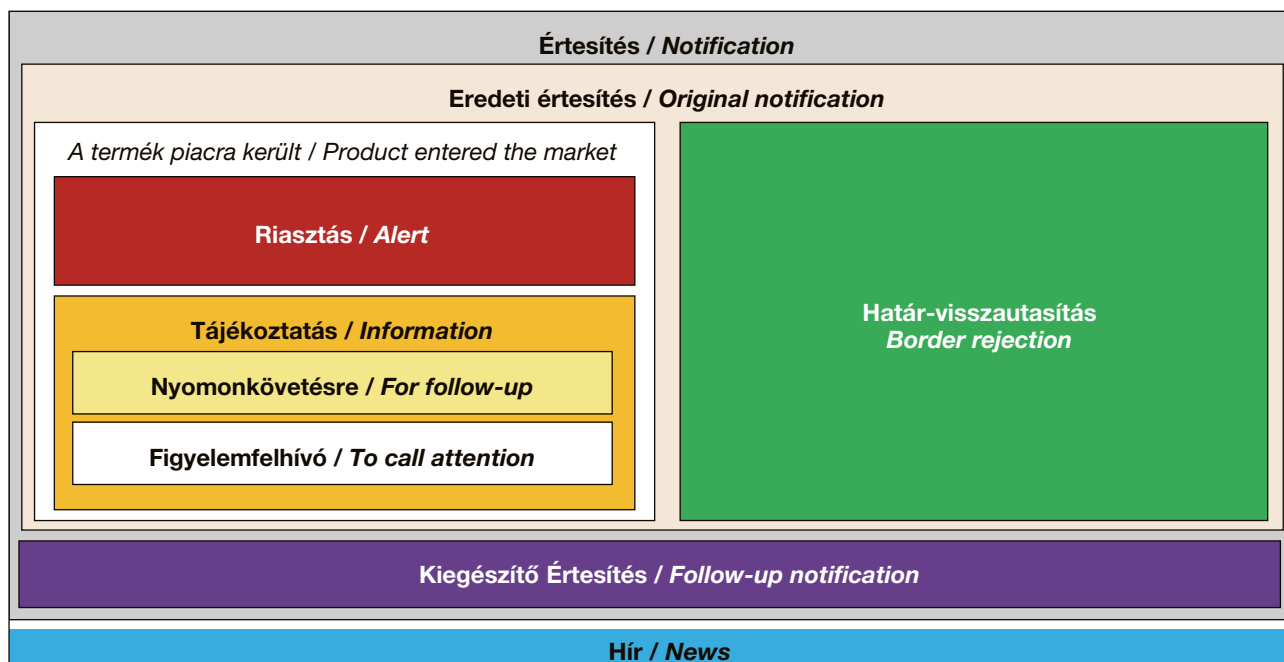 Értesítés / Notification
Eredeti értesítés / Original notification
A termék piacra került / Product entered the market
Riasztás / Alert
Tájékoztatás / Information
Nyomonkövetésre / For follow-up
Figyelemfelhívó / To call attention
Határ-visszautasítás
Border rejection
Kiegészítő Értesítés / Follow-up notification
Hír / News